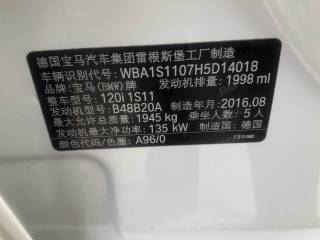 德国宝马汽车集团雷根斯堡工厂制造
车辆识别代号: WBA1S1107H5D14018
品牌: 宝马(BMW)牌 发动机排量: 1998 ml
整车型号: 120i 1S11
发动机型号: B48B20A 制造年月: 2016.08
最大允许总质量: 1945 kg 乘坐人数: 5 人
发动机最大净功率: 135 kW 制造国: 德国
颜色代码/色圈: A96/0